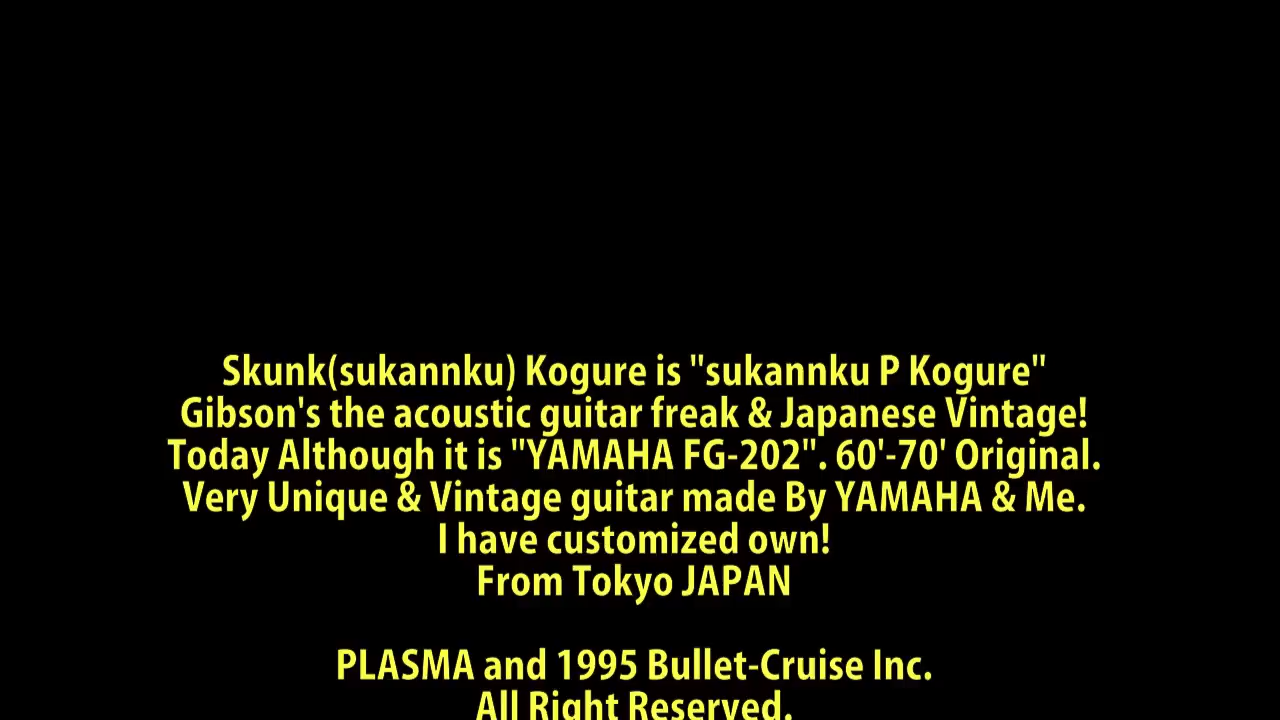 Skunk(sukannku) Kogure is "sukannku P Kogure"
Gibson's the acoustic guitar freak & Japanese Vintage!
Today Although it is "YAMAHA FG-202". 60'-70' Original.
Very Unique & Vintage guitar made By YAMAHA & Me.
I have customized own!
From Tokyo JAPAN
PLASMA and 1995 Bullet-Cruise Inc.
All Right Reserved.